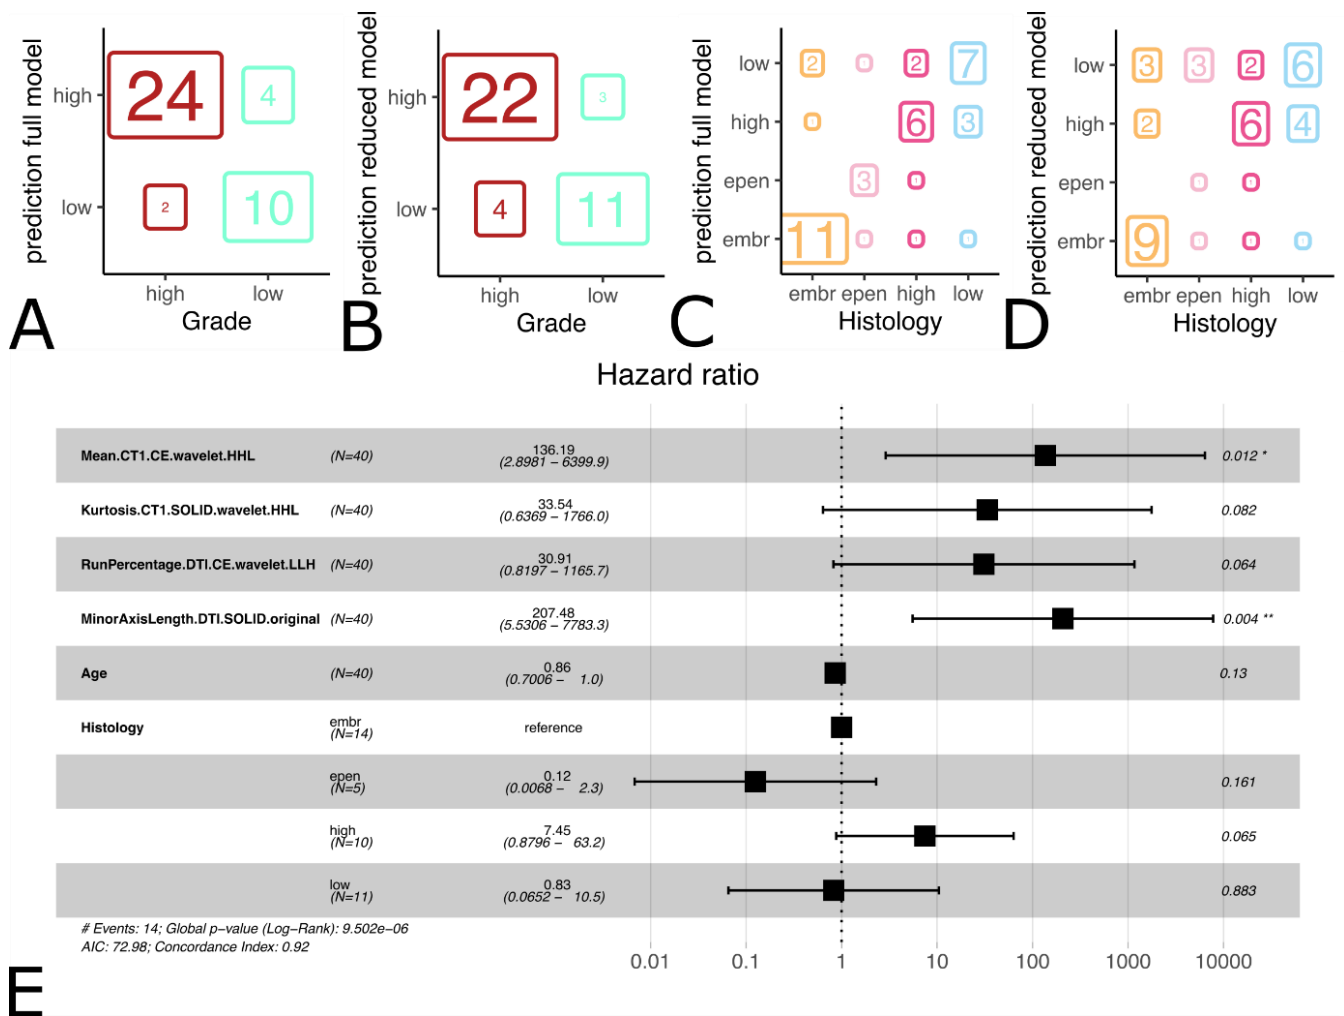 prediction full model
high
24
4
low
2
10
high low
Grade
A
prediction reduced model
high
22
3
low
4
11
high low
Grade
B
prediction full model
low
2 2 7
high
6 3
epen
3
embr
11
embr epen high low
Histology
C
prediction reduced model
low
3 3 2 6
high
2 6 4
epen
embr
9
embr epen high low
Histology
D
Hazard ratio
Mean.CT1.CE.wavelet.HHL (N=40) 136.19 (2.8981 − 6399.9) 0.012 *
Kurtosis.CT1.SOLID.wavelet.HHL (N=40) 33.54 (0.6369 − 1766.0) 0.082
RunPercentage.DTI.CE.wavelet.LLH (N=40) 30.91 (0.8197 − 1165.7) 0.064
MinorAxisLength.DTI.SOLID.original (N=40) 207.48 (5.5306 − 7783.3) 0.004 **
Age (N=40) 0.86 (0.7006 − 1.0) 0.13
Histology embr (N=14) reference
epen (N=5) 0.12 (0.0068 − 2.3) 0.161
high (N=10) 7.45 (0.8796 − 63.2) 0.065
low (N=11) 0.83 (0.0652 − 10.5) 0.883
# Events: 14; Global p−value (Log−Rank): 9.502e−06
AIC: 72.98; Concordance Index: 0.92
0.01 0.1 1 10 100 1000 10000
E